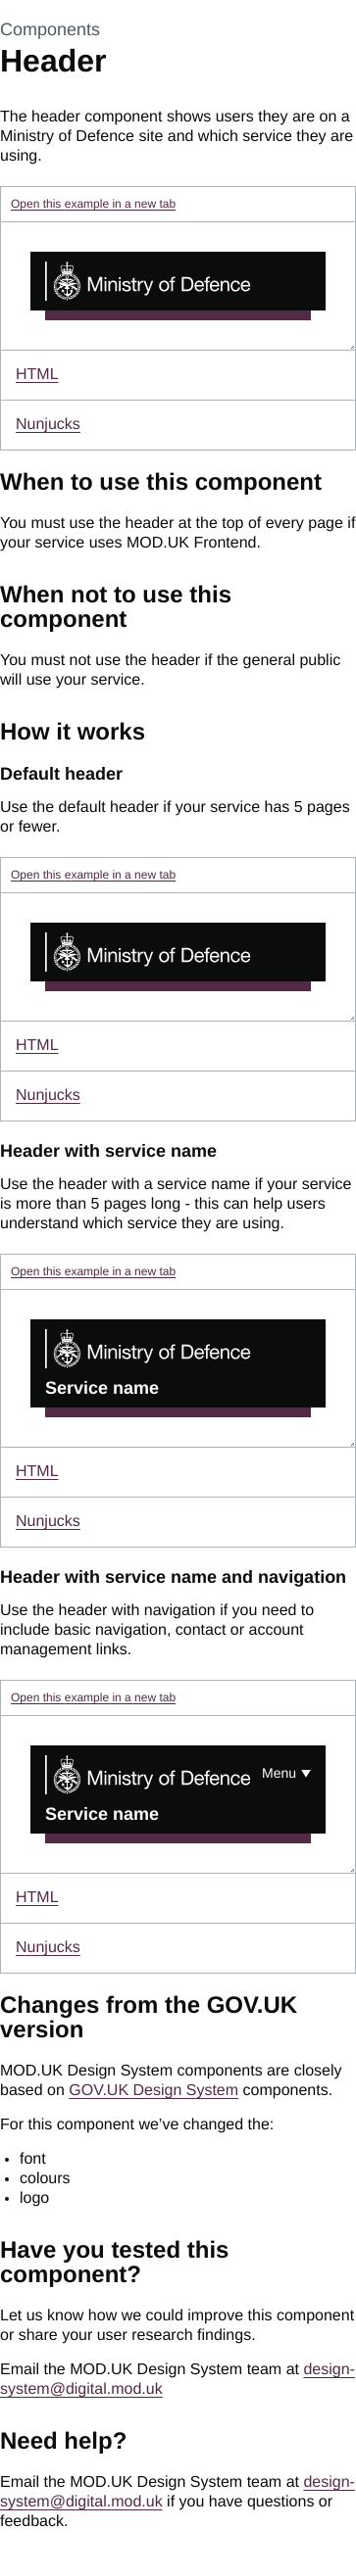 Components
Header
The header component shows users they are on a
Ministry of Defence site and which service they are
using.
Open this example in a new tab
Ministry of Defence
HTML
Nunjucks
When to use this component
You must use the header at the top of every page if
your service uses MOD.UK Frontend.
When not to use this
component
You must not use the header if the general public
will use your service.
How it works
Default header
Use the default header if your service has 5 pages
or fewer.
Open this example in a new tab
Ministry of Defence
HTML
Nunjucks
Header with service name
Use the header with a service name if your service
is more than 5 pages long - this can help users
understand which service they are using.
Open this example in a new tab
Ministry of Defence
Service name
HTML
Nunjucks
Header with service name and navigation
Use the header with navigation if you need to
include basic navigation, contact or account
management links.
Open this example in a new tab
Ministry of Defence Menu
Service name
HTML
Nunjucks
Changes from the GOV.UK
version
MOD.UK Design System components are closely
based on GOV.UK Design System components.
For this component we’ve changed the:
• font
• colours
• logo
Have you tested this
component?
Let us know how we could improve this component
or share your user research findings.
Email the MOD.UK Design System team at design-
system@digital.mod.uk
Need help?
Email the MOD.UK Design System team at design-
system@digital.mod.uk if you have questions or
feedback.